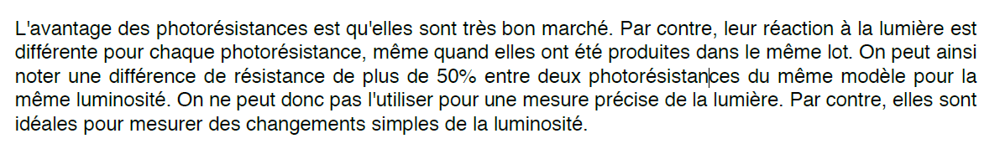 L'avantage des photorésistances est qu'elles sont très bon marché. Par contre, leur réaction à la lumière est
différente pour chaque photorésistance, même quand elles ont été produites dans le même lot. On peut ainsi
noter une différence de résistance de plus de 50% entre deux photorésistances du même modèle pour la
même luminosité. On ne peut donc pas l'utiliser pour une mesure précise de la lumière. Par contre, elles sont
idéales pour mesurer des changements simples de la luminosité.